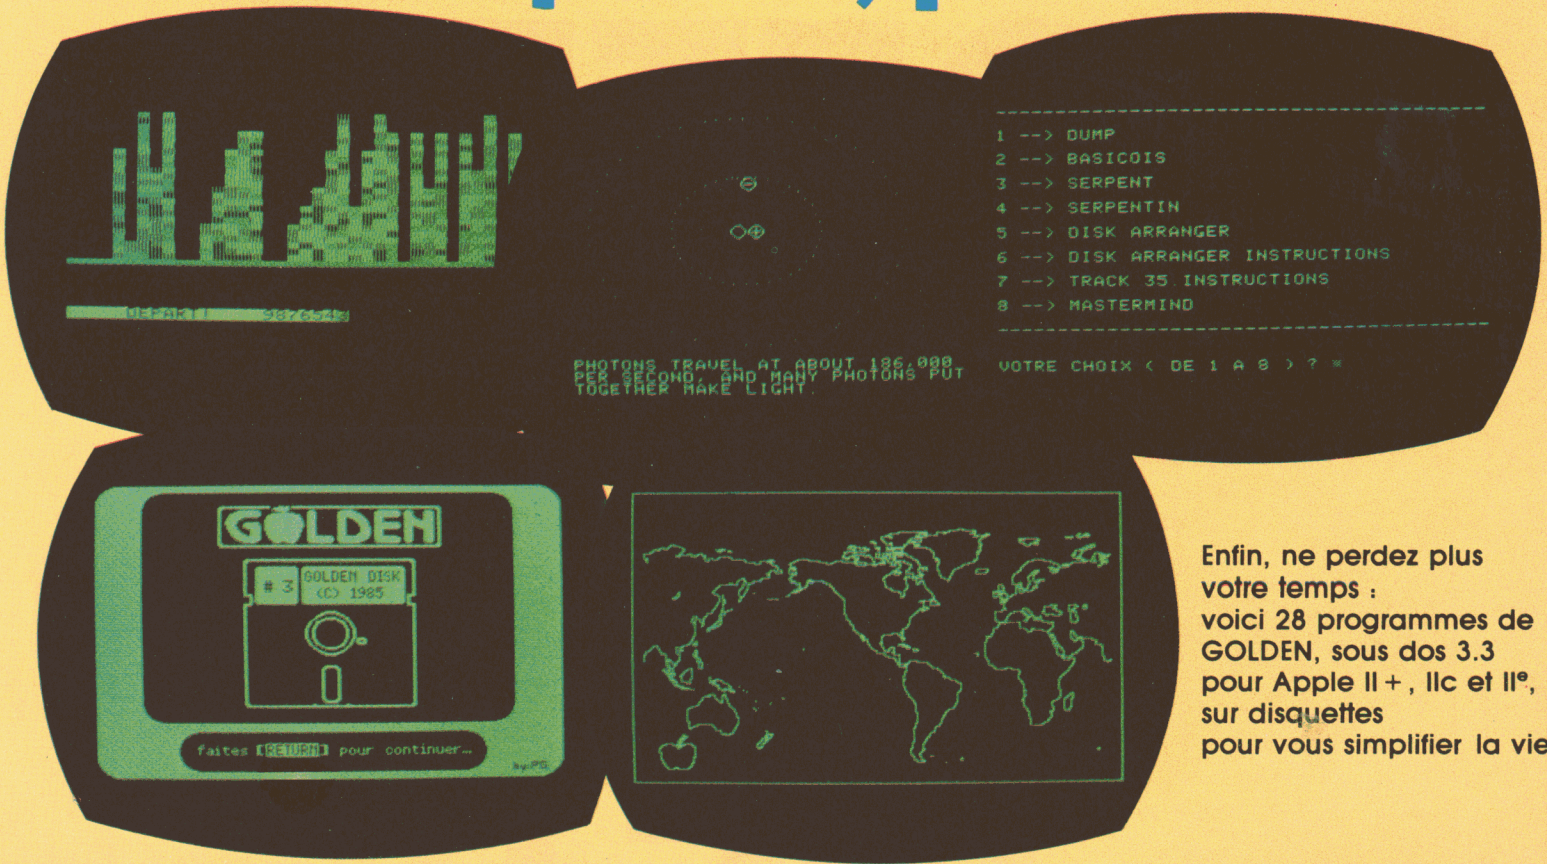 DEPART!     9876543
PHOTONS TRAVEL AT ABOUT 186,000
PER SECOND, AND MANY PHOTONS PUT
TOGETHER MAKE LIGHT.
1 --> DUMP
2 --> BASICOIS
3 --> SERPENT
4 --> SERPENTIN
5 --> DISK ARRANGER
6 --> DISK ARRANGER INSTRUCTIONS
7 --> TRACK 35 INSTRUCTIONS
8 --> MASTERMIND
VOTRE CHOIX ( DE 1 A 8 ) ? *
GOLDEN
# 3
GOLDEN DISK
(C) 1985
faites [RETURN] pour continuer...
by:PG
Enfin, ne perdez plus
votre temps :
voici 28 programmes de
GOLDEN, sous dos 3.3
pour Apple II +, IIc et IIe,
sur disquettes
pour vous simplifier la vie